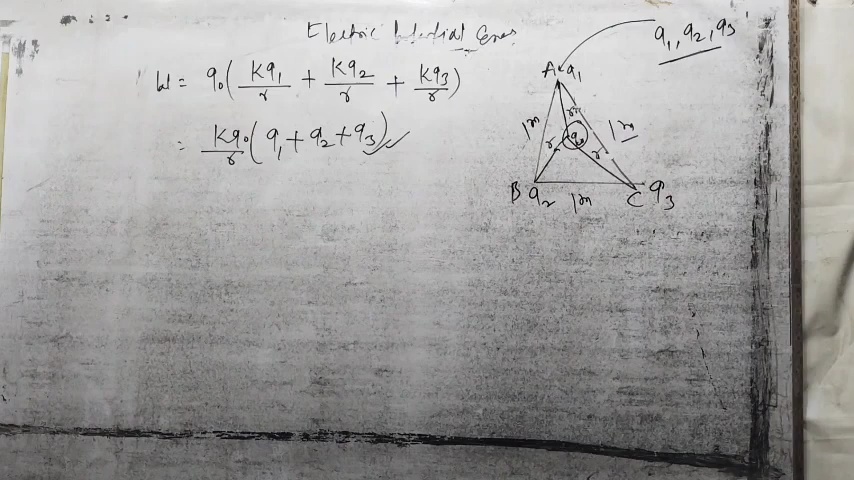 Electric Potential
q₁, q₂, q₃
W = q₀( Kq₁/r + Kq₂/r + Kq₃/r )
= Kq₀/r ( q₁ + q₂ + q₃ )
A q₁
1m 1m
r r r
q₀
B q₂ 1m C q₃